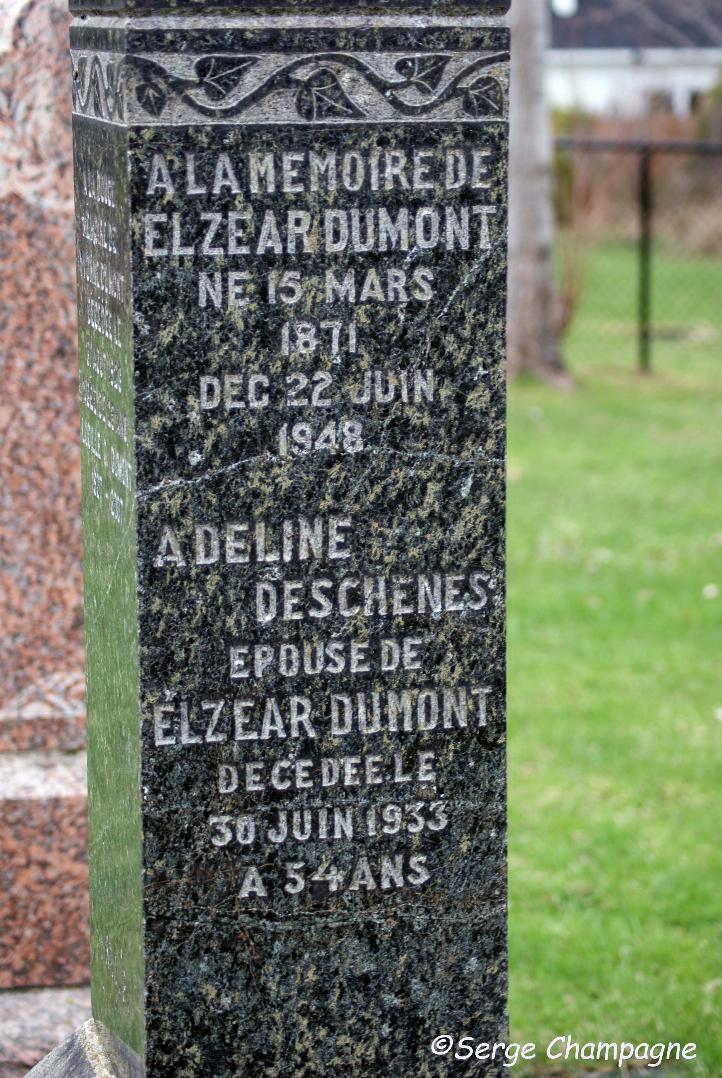 A LA MEMOIRE DE
ELZEAR DUMONT
NE 15 MARS
1871
DEC 22 JUIN
1948
ADELINE
DESCHENES
EPOUSE DE
ELZEAR DUMONT
DECEDEE LE
30 JUIN 1933
A 54 ANS
©Serge Champagne